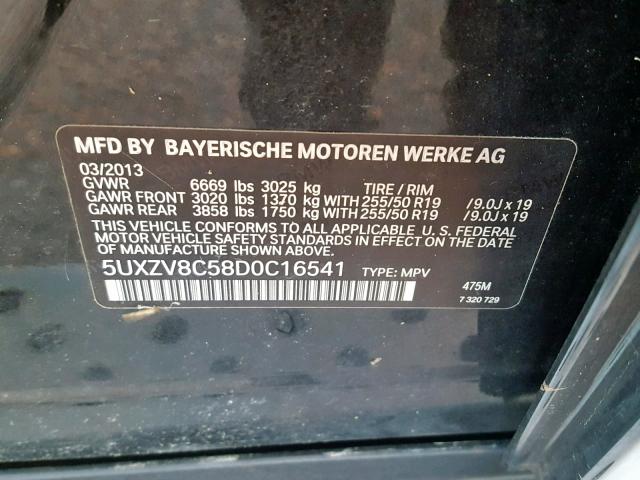 MFD BY BAYERISCHE MOTOREN WERKE AG
03/2013
GVWR 6669 lbs 3025 kg TIRE / RIM
GAWR FRONT 3020 lbs 1370 kg WITH 255/50 R19 /9.0J x 19
GAWR REAR 3858 lbs 1750 kg WITH 255/50 R19 /9.0J x 19
THIS VEHICLE CONFORMS TO ALL APPLICABLE U. S. FEDERAL
MOTOR VEHICLE SAFETY STANDARDS IN EFFECT ON THE DATE
OF MANUFACTURE SHOWN ABOVE.
5UXZV8C58D0C16541 TYPE: MPV
475M
7 320 729